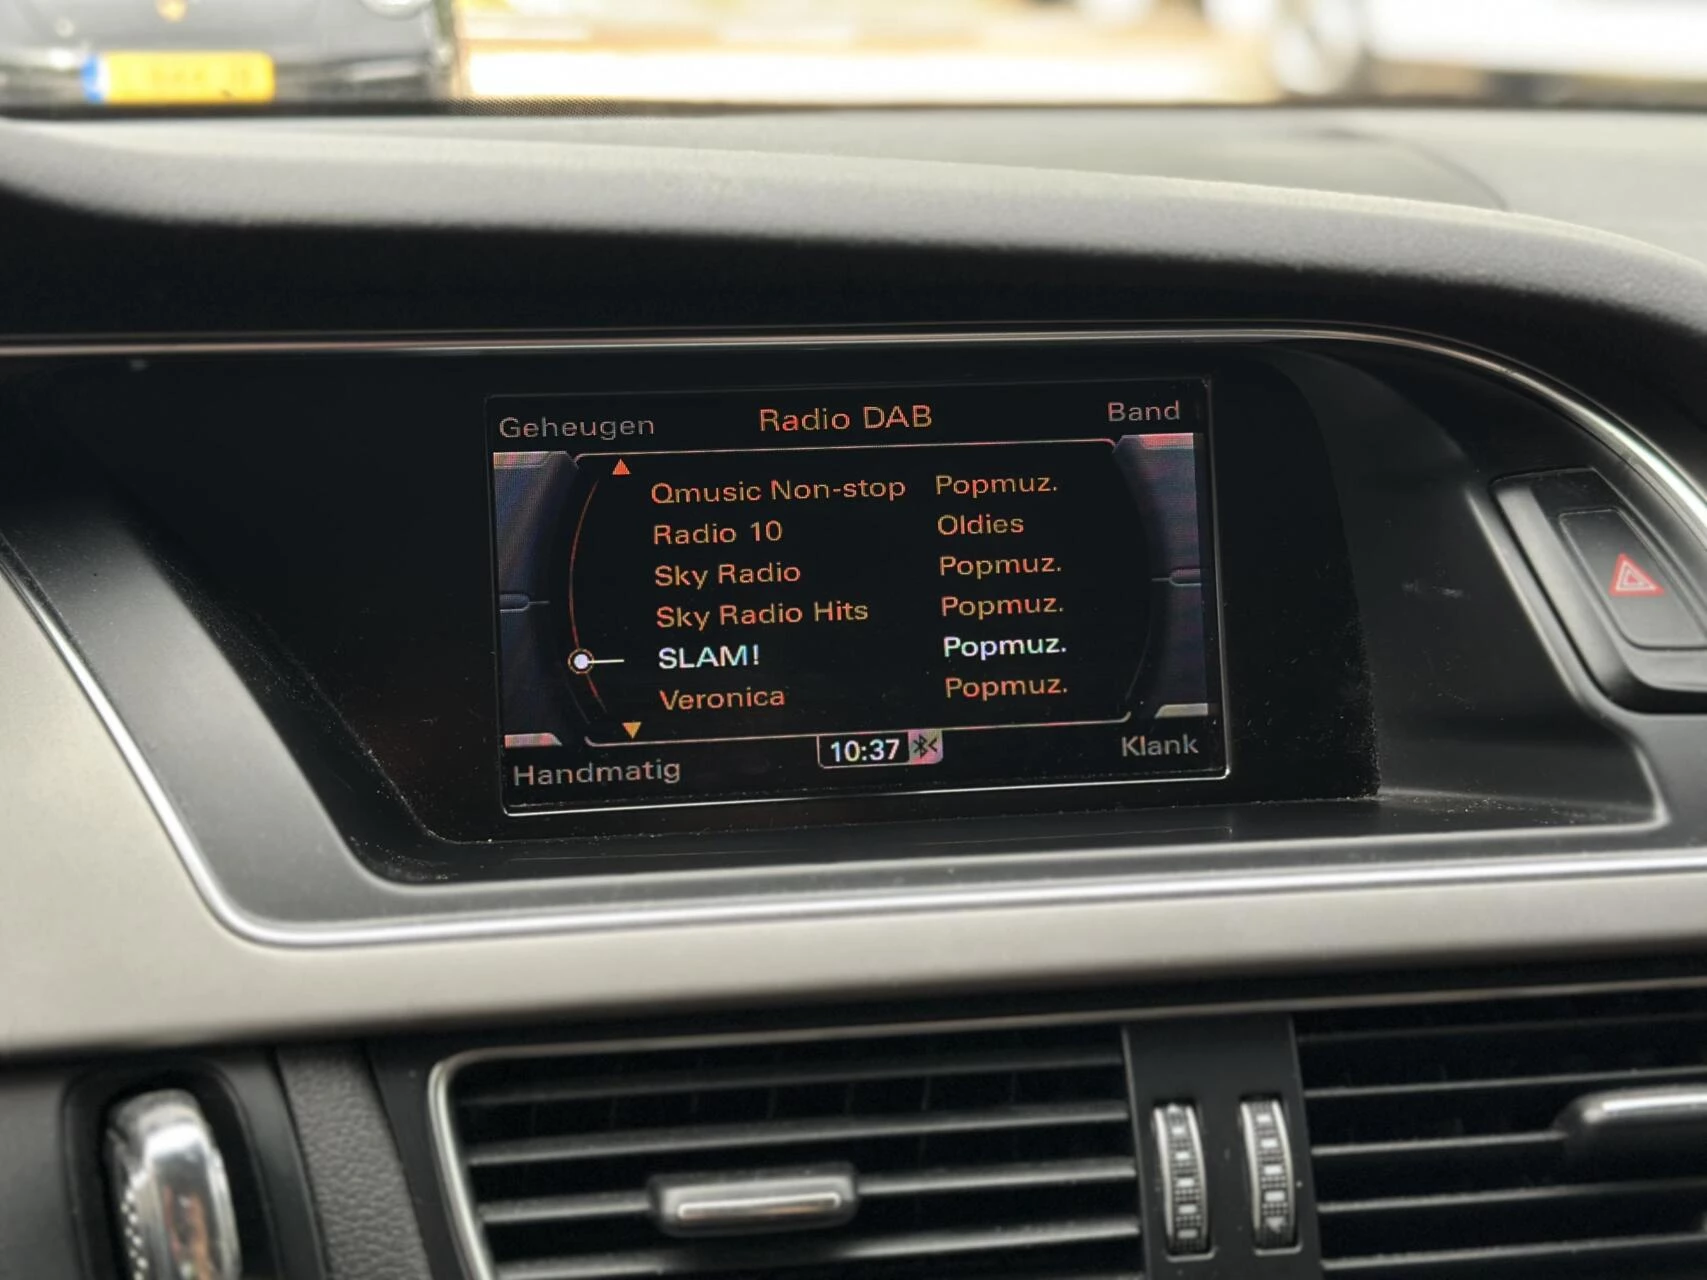 Geheugen Radio DAB Band
Qmusic Non-stop Popmuz.
Radio 10 Oldies
Sky Radio Popmuz.
Sky Radio Hits Popmuz.
SLAM! Popmuz.
Veronica Popmuz.
Handmatig 10:37 Klank